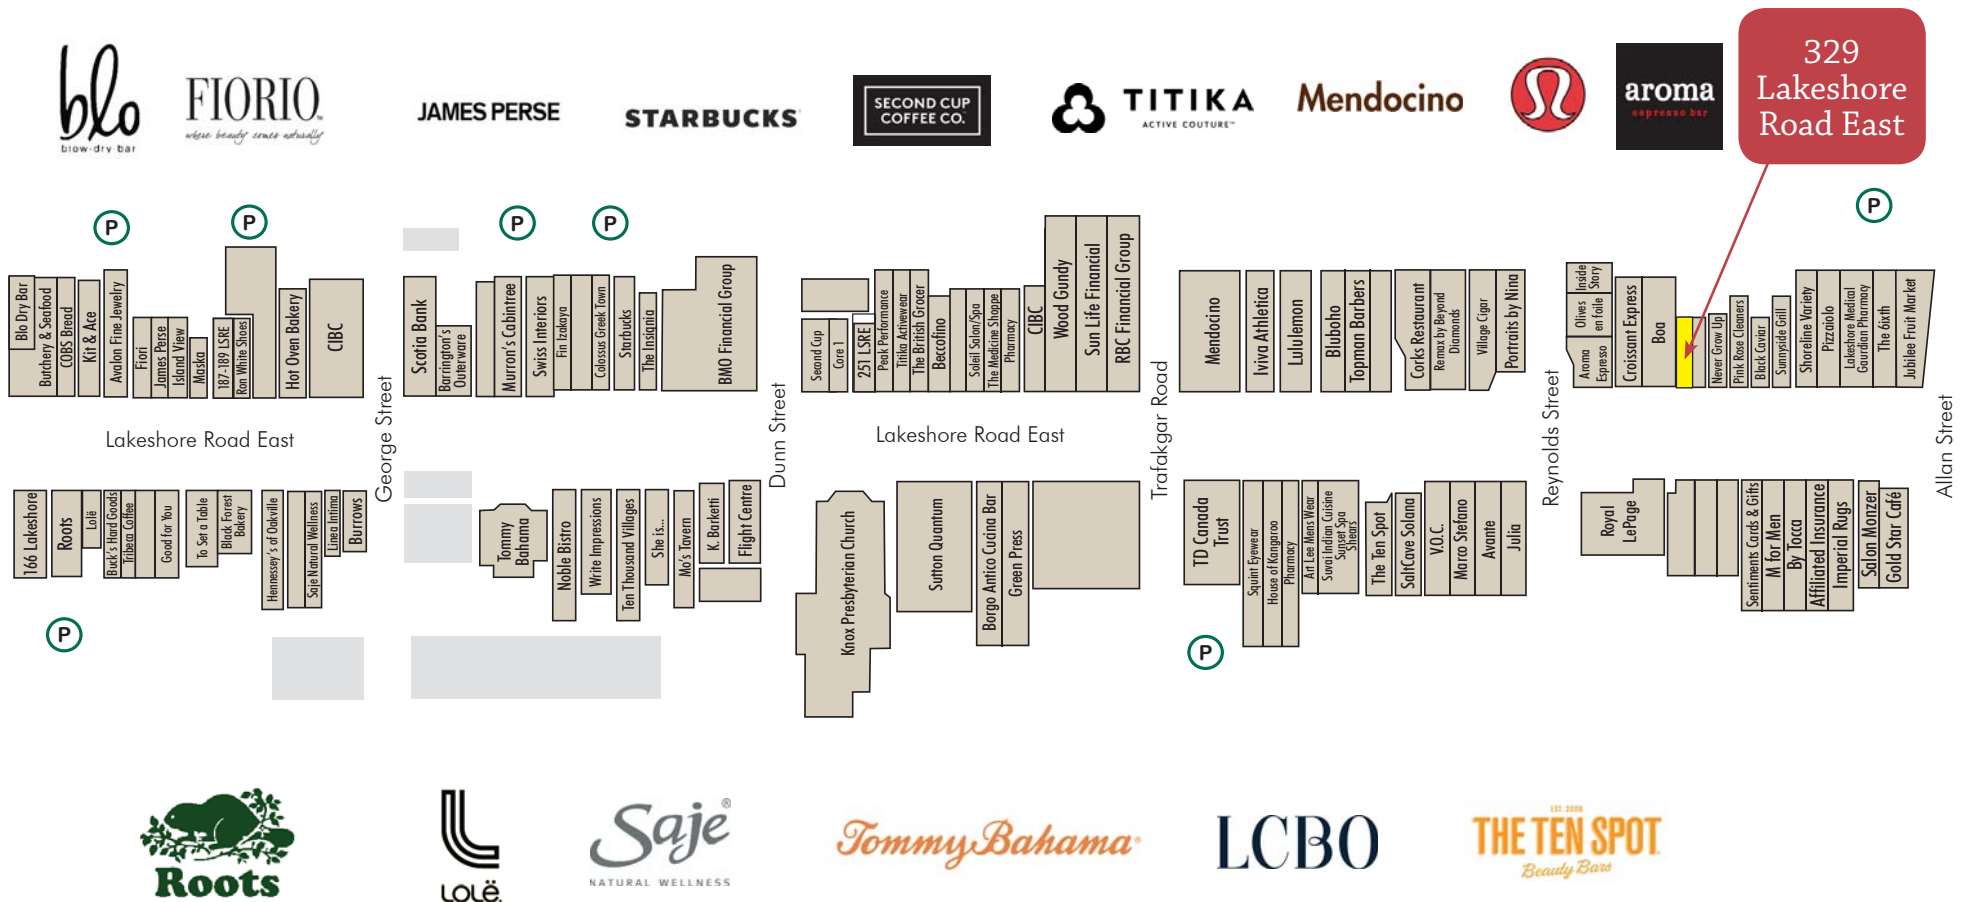 blo
blow-dry bar
FIORIO
where beauty comes naturally
JAMES PERSE
STARBUCKS
SECOND CUP
COFFEE CO.
TITIKA
ACTIVE COUTURE™
Mendocino
aroma
espresso bar
329
Lakeshore
Road East
P
P
P
P
P
Blo Dry Bar
Butchery & Seafood
COBS Bread
Kit & Ace
Avalon Fine Jewelry
Fiori
James Perse
Island View
Maska
187-189 LSRE
Ron White Shoes
Hot Oven Bakery
CIBC
Scotia Bank
Barrington's
Outerware
Murron's Cabintree
Swiss Interiors
Fin Izakaya
Colossus Greek Town
Starbucks
The Insignia
BMO Financial Group
Second Cup
Core 1
251 LSRE
Peak Performance
Titika Activewear
The British Grocer
Beccofino
Soleil Salon/Spa
The Medicine Shoppe
Pharmacy
CIBC
Wood Gundy
Sun Life Financial
RBC Financial Group
Mendocino
Iviva Athletica
Lululemon
Bluboho
Topman Barbers
Corks Restaurant
Remax by Beyond
Diamonds
Village Cigar
Portraits by Nina
Inside
Story
Olives
en folie
Aroma
Espresso
Croissant Express
Boa
Never Grow Up
Pink Rose Cleaners
Black Caviar
Sunnyside Grill
Shoreline Variety
Pizzaiolo
Lakeshore Medical
Gaurdian Pharmacy
The 6ixth
Jubilee Fruit Market
Lakeshore Road East
George Street
Dunn Street
Lakeshore Road East
Trafakgar Road
Reynolds Street
Allan Street
166 Lakeshore
Roots
Lolë
Buck's Hard Goods
Tribeca Coffee
Good for You
To Set a Table
Black Forest
Bakery
Hennessey's of Oakville
Saje Natural Wellness
Linea Intima
Burrows
Tommy
Bahama
Noble Bistro
Write Impressions
Ten Thousand Villages
She is...
Mo's Tavern
K. Barketti
Flight Centre
Knox Presbyterian Church
Sutton Quantum
Borgo Antico Cucina Bar
Green Press
TD Canada
Trust
Squint Eyewear
House of Kangaroo
Pharmacy
Art Lee Mens Wear
Suvai Indian Cuisine
Sunset Spa
Shears
The Ten Spot
SaltCave Solana
V.O.C.
Marco Stefano
Avante
Julia
Royal
LePage
Sentiments Cards & Gifts
M for Men
By Tocca
Affiliated Insurance
Imperial Rugs
Salon Monzer
Gold Star Café
P
P
Roots
LOLË
Saje®
NATURAL WELLNESS
Tommy Bahama
LCBO
EST. 2006
THE TEN SPOT
Beauty Bars